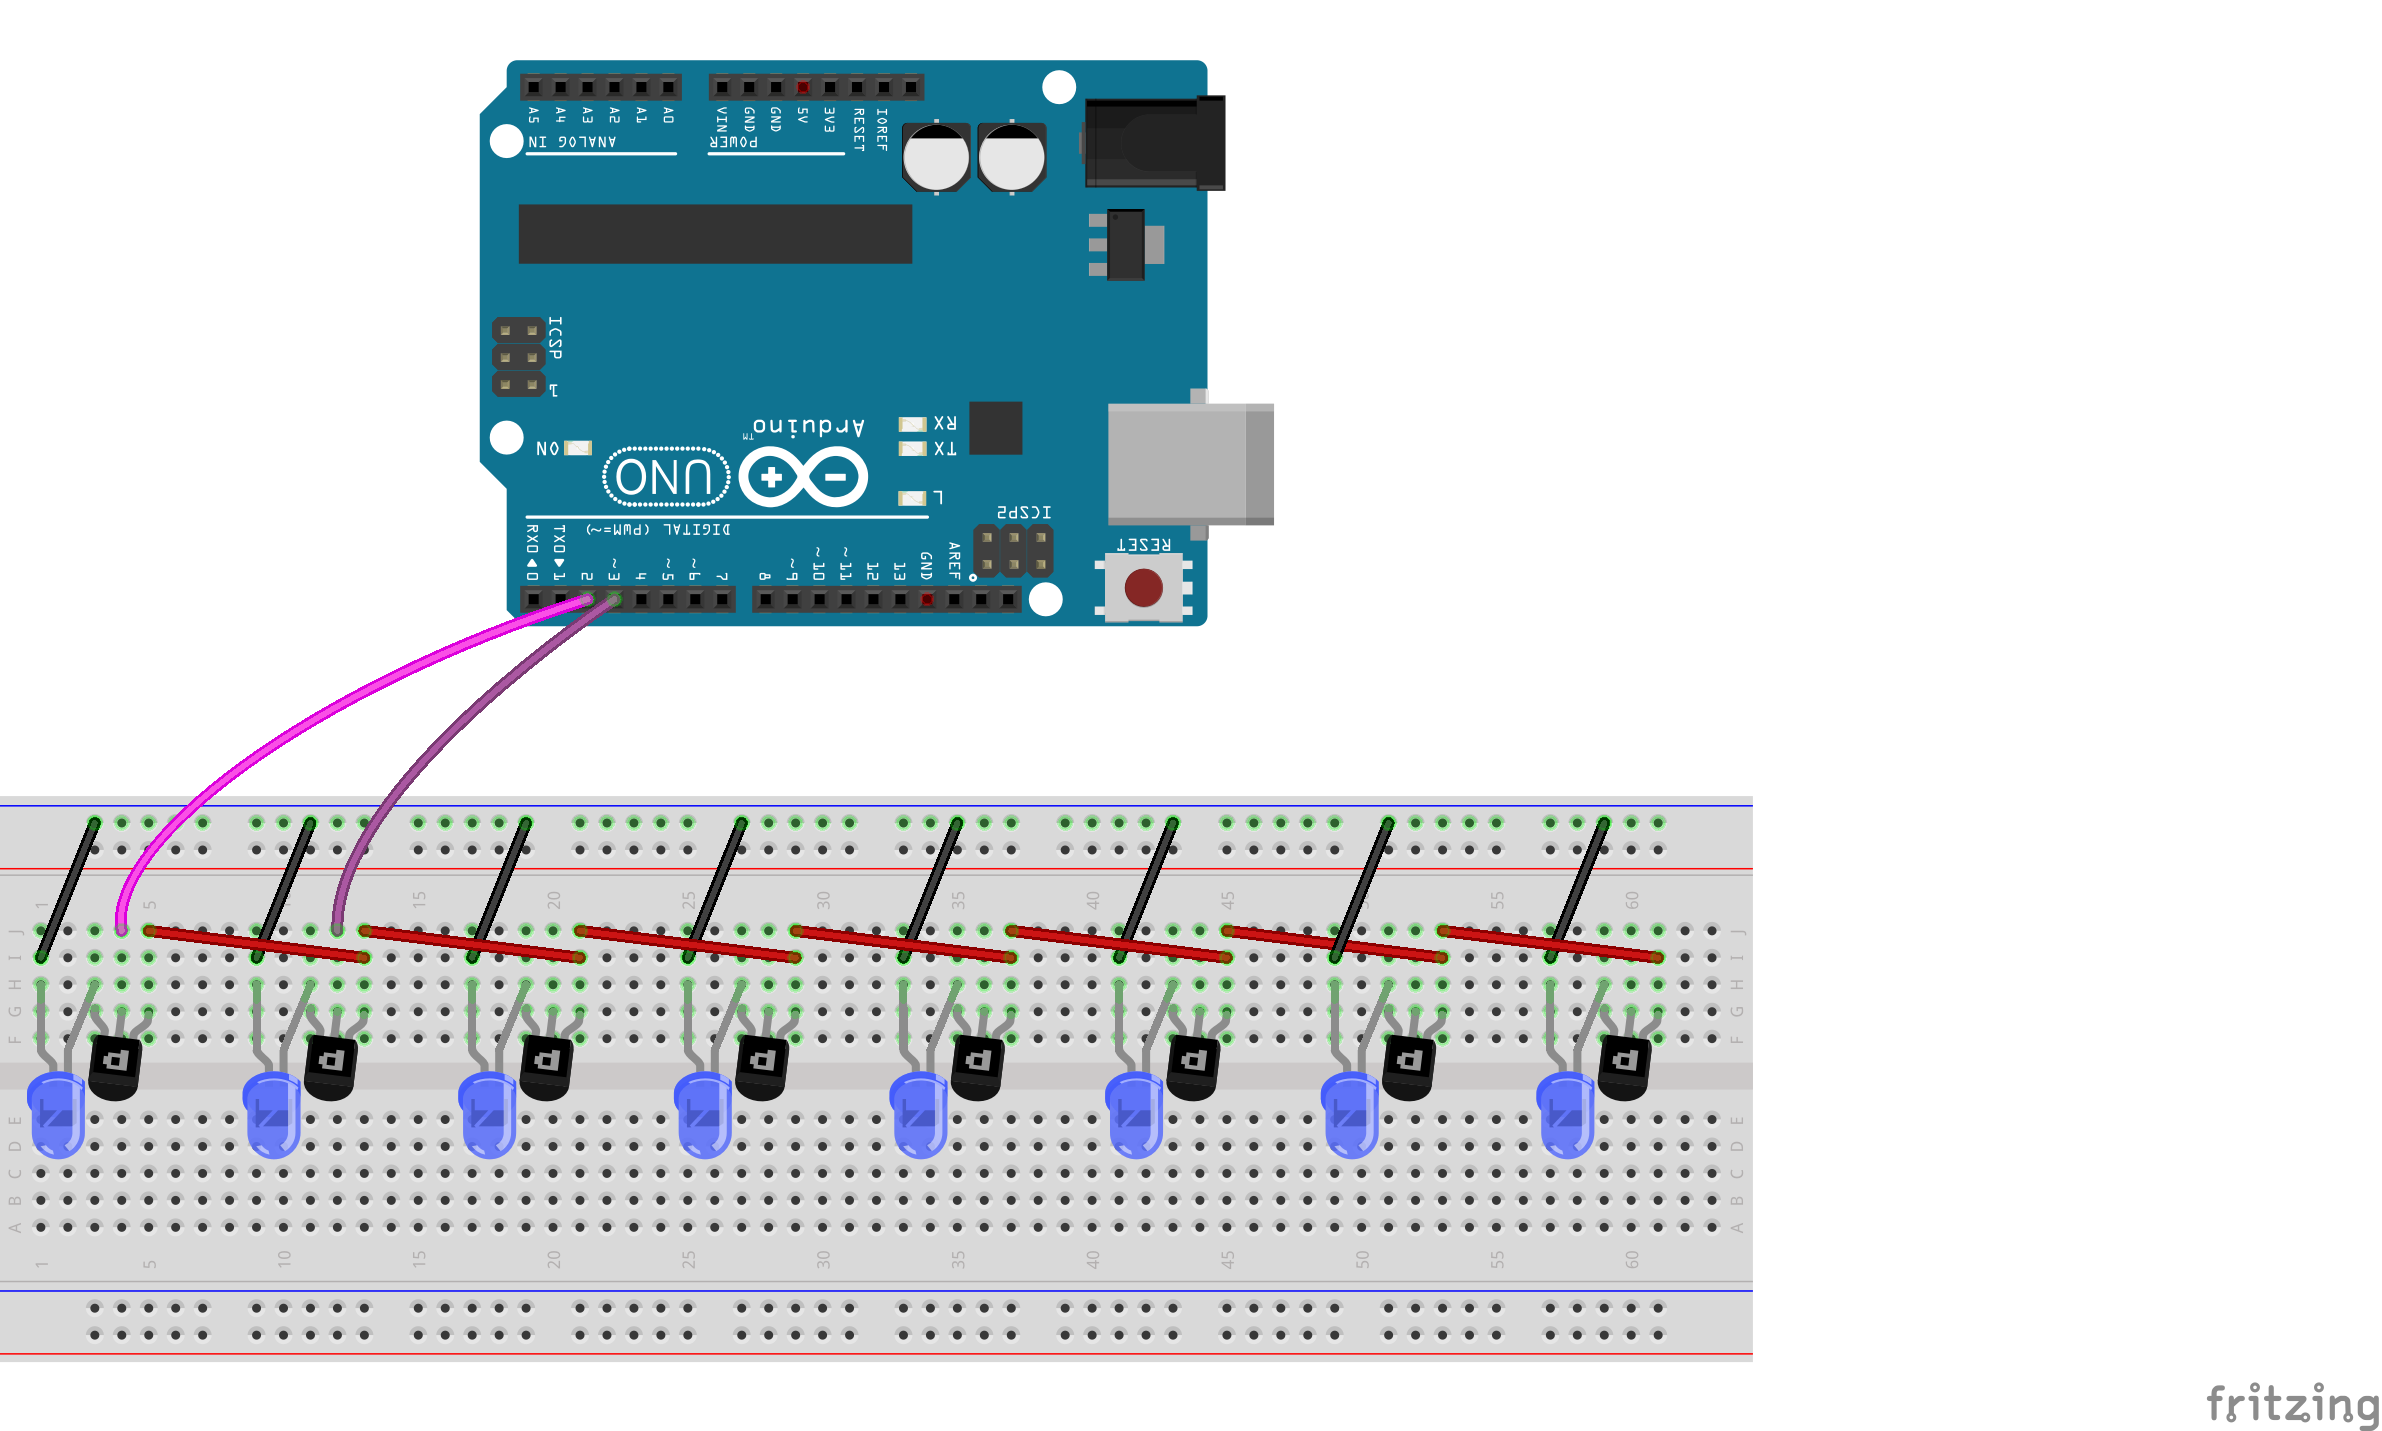 A5 A4 A3 A2 A1 A0 VIN GND GND 5V 3V3 RESET IOREF
ANALOG IN POWER
ICSP
1
Arduino
TM
RX
TX
ON
UNO
L
ICSP2
RX0 TX0 DIGITAL (PWM=~)
RESET
0 1 2 ~3 4 ~5 ~6 7 8 ~9 ~10 ~11 12 13 GND AREF
1 5 15 20 25 30 35 40 45 55 60
J J
I I
H H
G G
F F
E E
D D
C C
B B
A A
1 5 10 15 20 25 30 35 40 45 50 55 60
fritzing